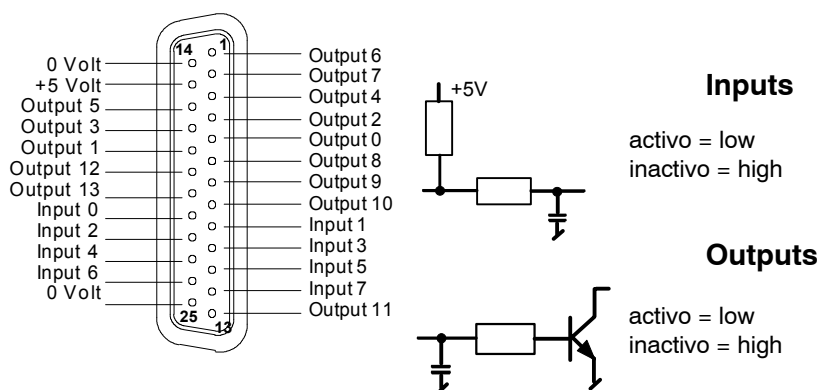 14
1
0 Volt
+5 Volt
Output 5
Output 3
Output 1
Output 12
Output 13
Input 0
Input 2
Input 4
Input 6
0 Volt
25
13
Output 6
Output 7
Output 4
Output 2
Output 0
Output 8
Output 9
Output 10
Input 1
Input 3
Input 5
Input 7
Output 11
+5V
Inputs
activo = low
inactivo = high
Outputs
activo = low
inactivo = high